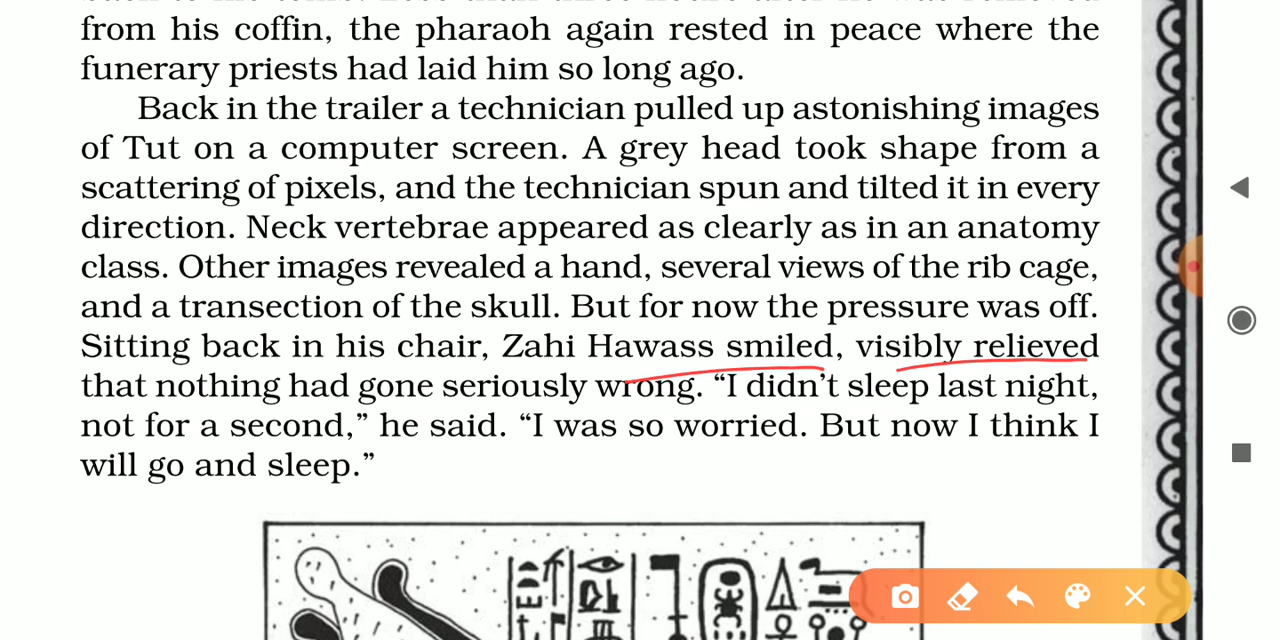 from his coffin, the pharaoh again rested in peace where the
funerary priests had laid him so long ago.
Back in the trailer a technician pulled up astonishing images
of Tut on a computer screen. A grey head took shape from a
scattering of pixels, and the technician spun and tilted it in every
direction. Neck vertebrae appeared as clearly as in an anatomy
class. Other images revealed a hand, several views of the rib cage,
and a transection of the skull. But for now the pressure was off.
Sitting back in his chair, Zahi Hawass smiled, visibly relieved
that nothing had gone seriously wrong. “I didn’t sleep last night,
not for a second,” he said. “I was so worried. But now I think I
will go and sleep.”